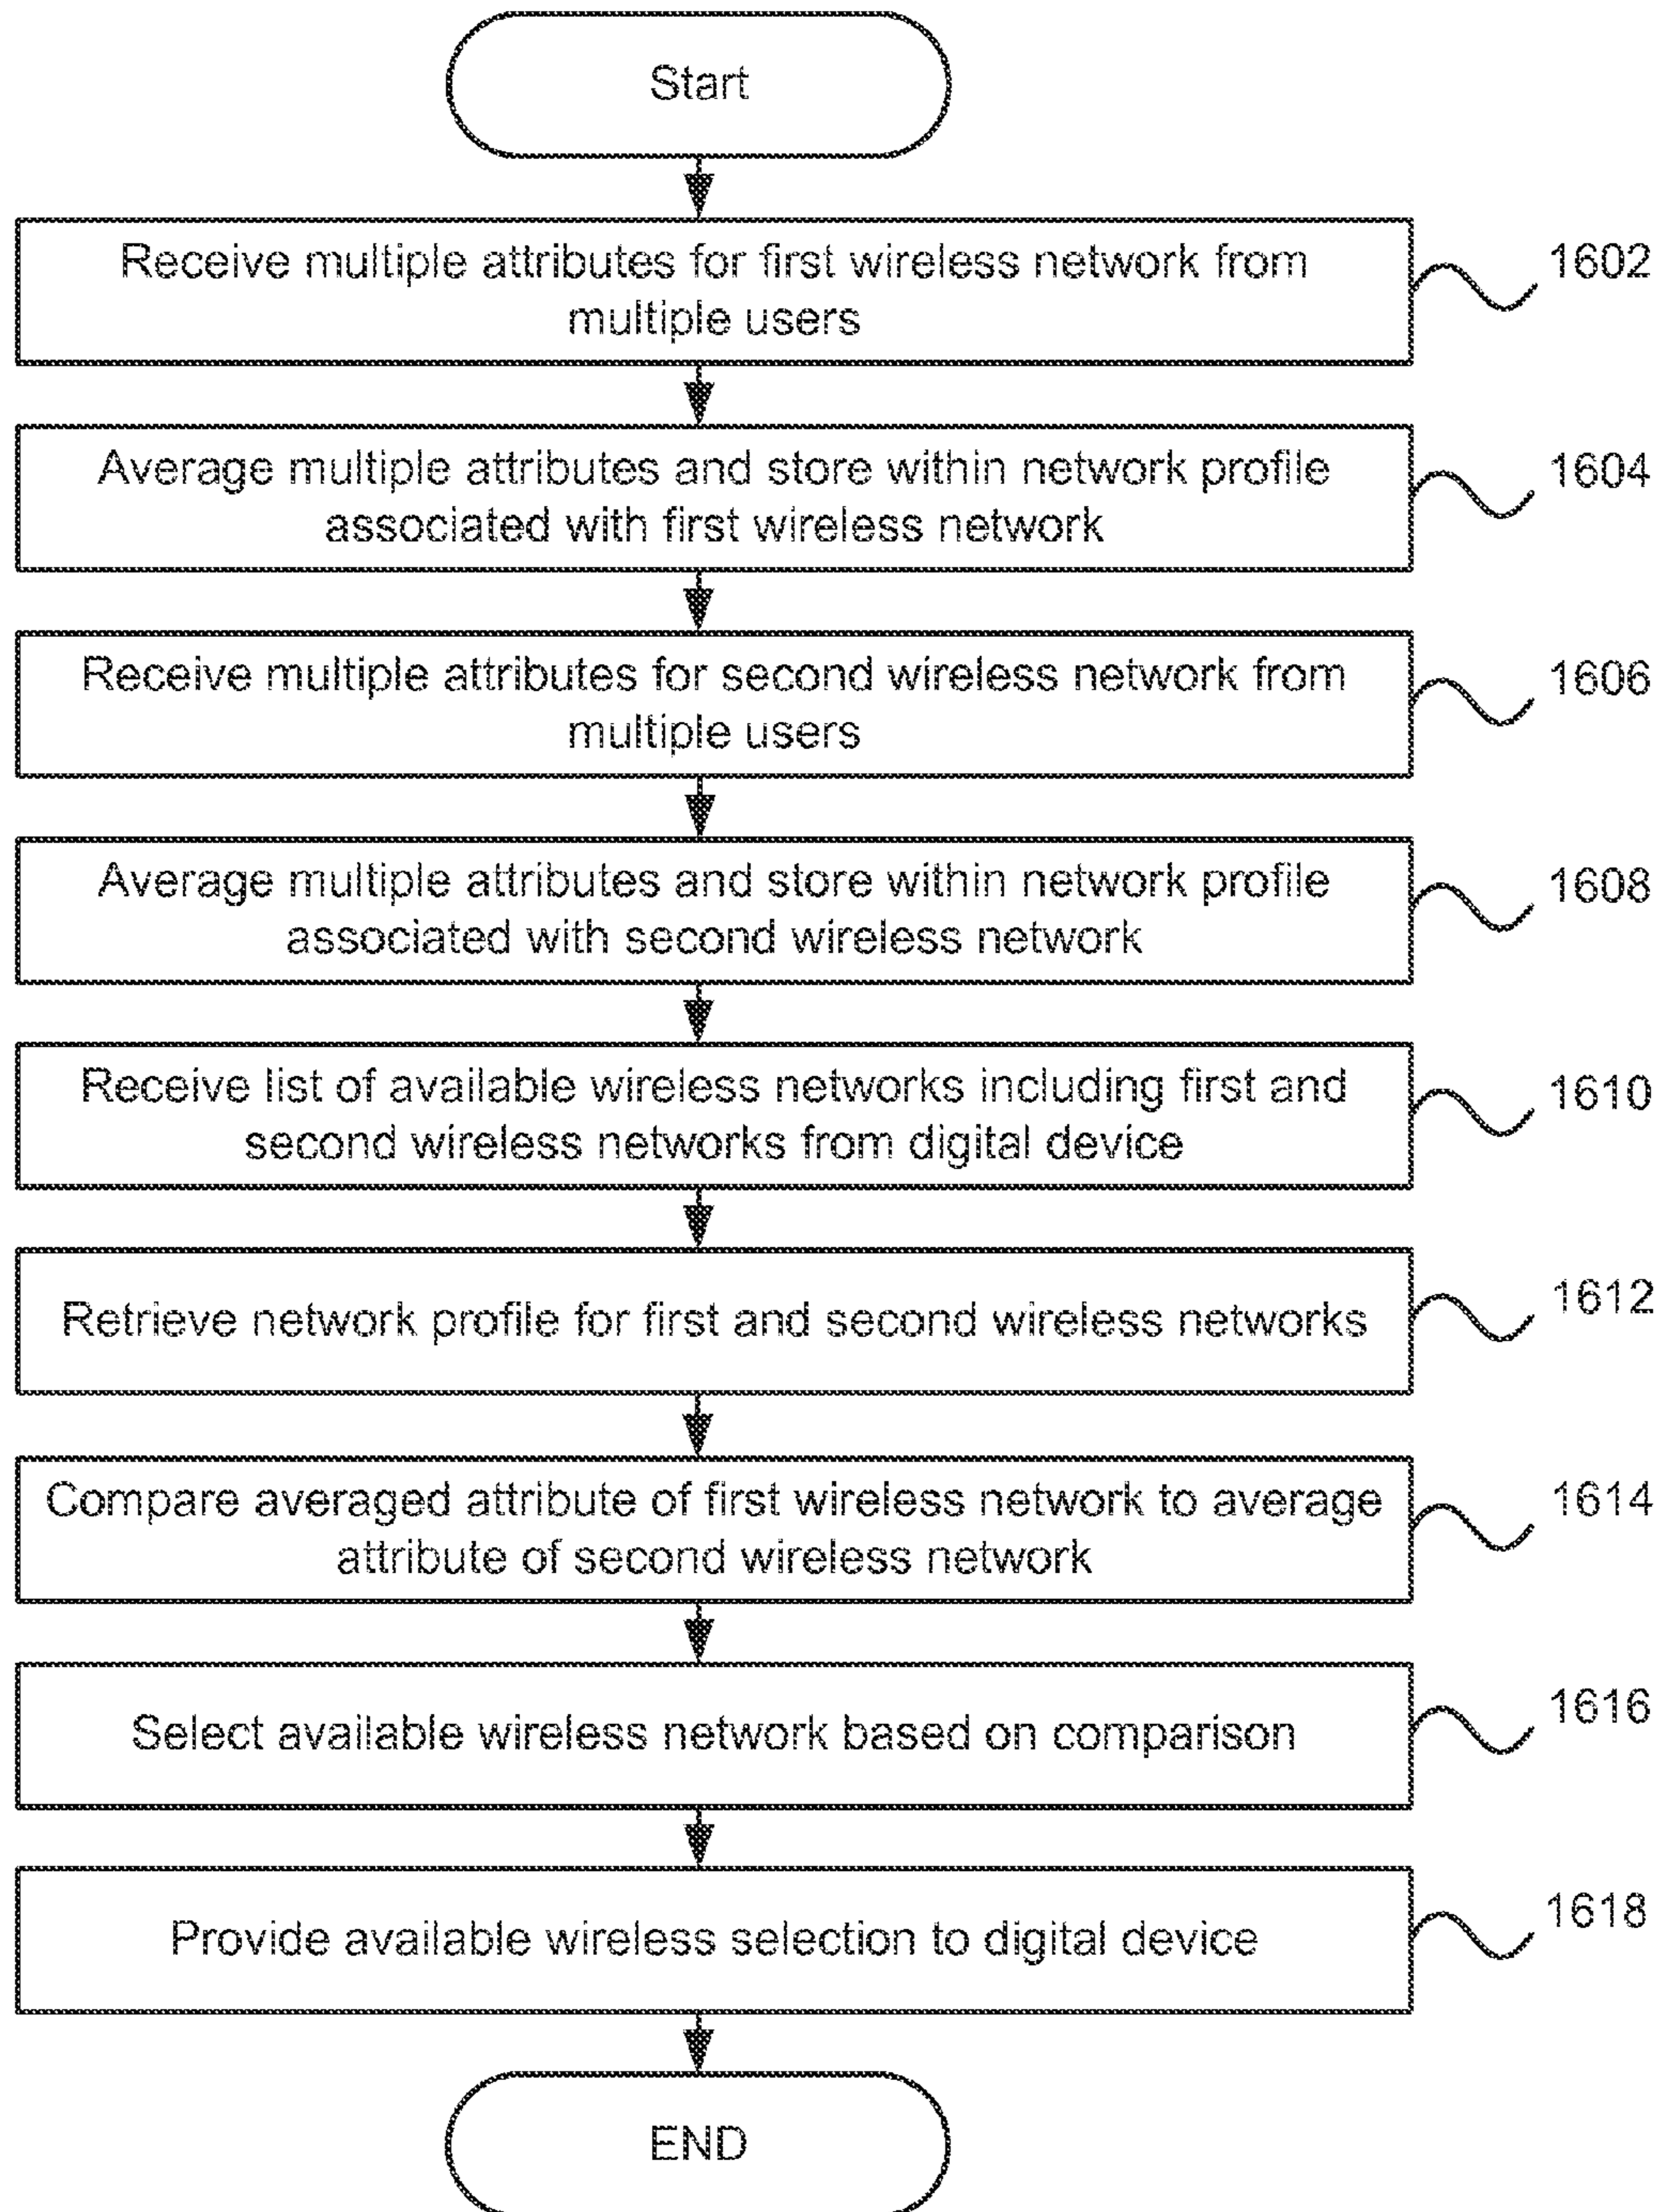 Start
Receive multiple attributes for first wireless network from
multiple users
1602
Average multiple attributes and store within network profile
associated with first wireless network
1604
Receive multiple attributes for second wireless network from
multiple users
1606
Average multiple attributes and store within network profile
associated with second wireless network
1608
Receive list of available wireless networks including first and
second wireless networks from digital device
1610
Retrieve network profile for first and second wireless networks
1612
Compare averaged attribute of first wireless network to average
attribute of second wireless network
1614
Select available wireless network based on comparison
1616
Provide available wireless selection to digital device
1618
END